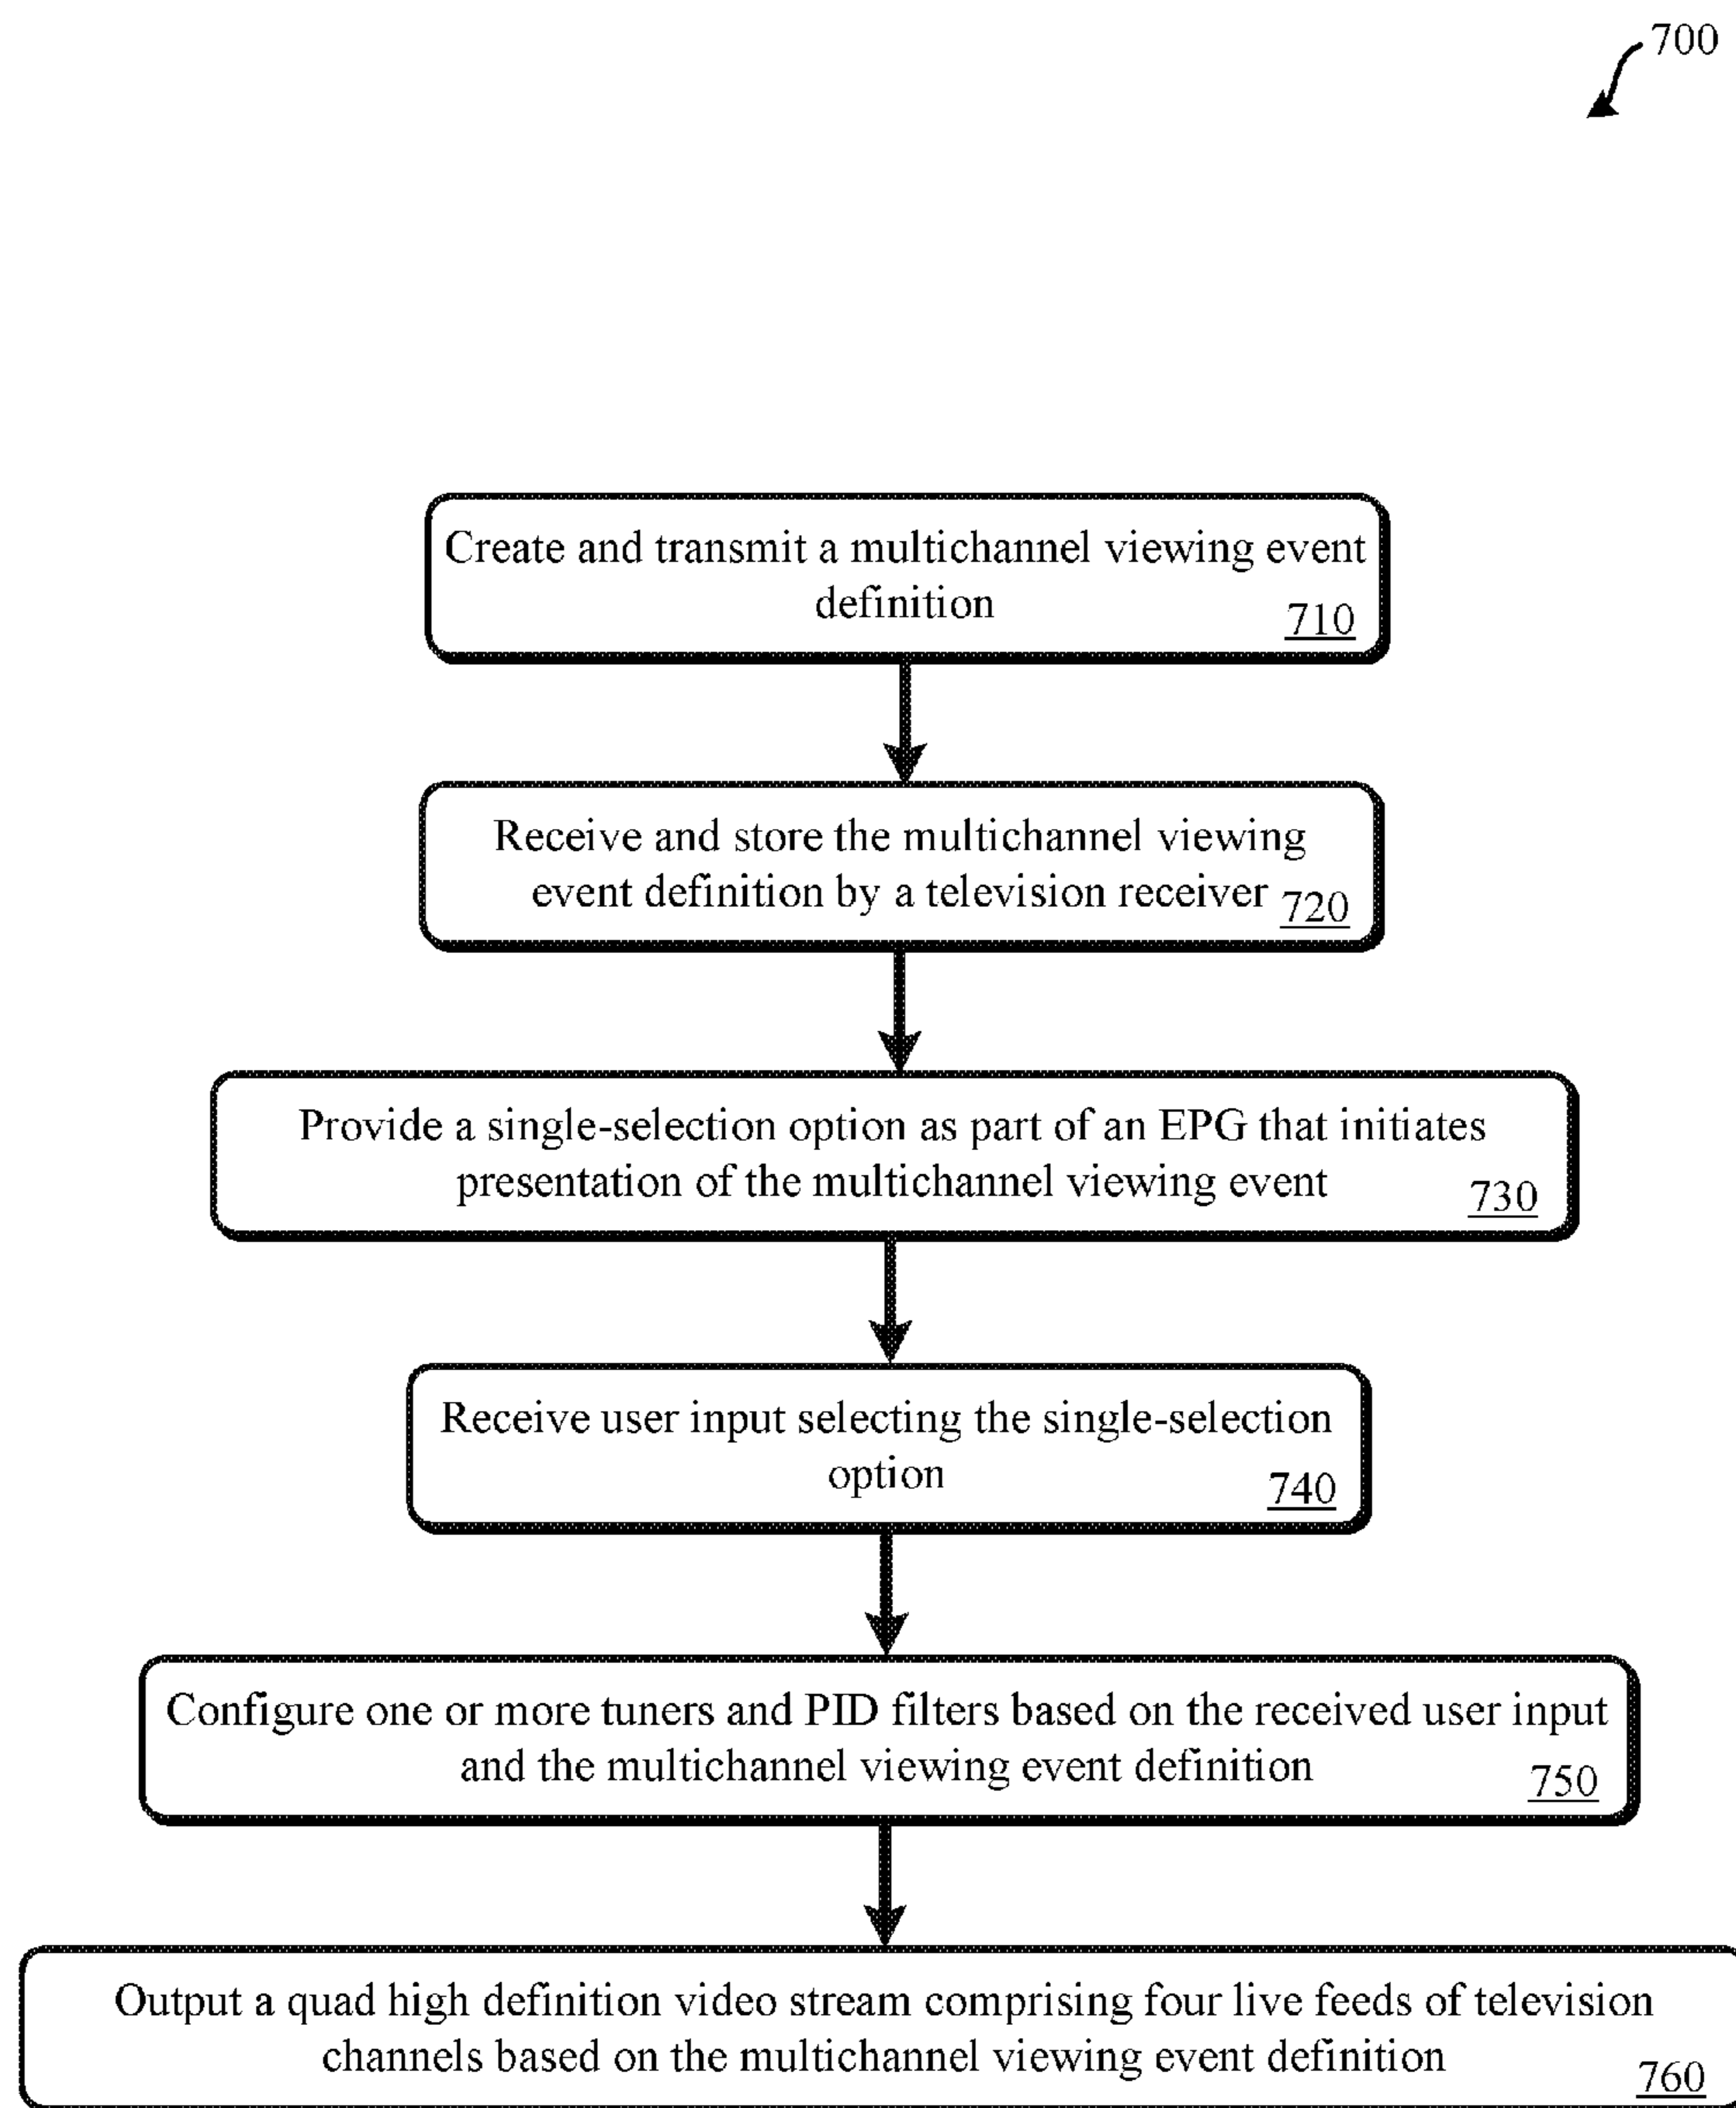 700
Create and transmit a multichannel viewing event
definition
710
Receive and store the multichannel viewing
event definition by a television receiver
720
Provide a single-selection option as part of an EPG that initiates
presentation of the multichannel viewing event
730
Receive user input selecting the single-selection
option
740
Configure one or more tuners and PID filters based on the received user input
and the multichannel viewing event definition
750
Output a quad high definition video stream comprising four live feeds of television
channels based on the multichannel viewing event definition
760